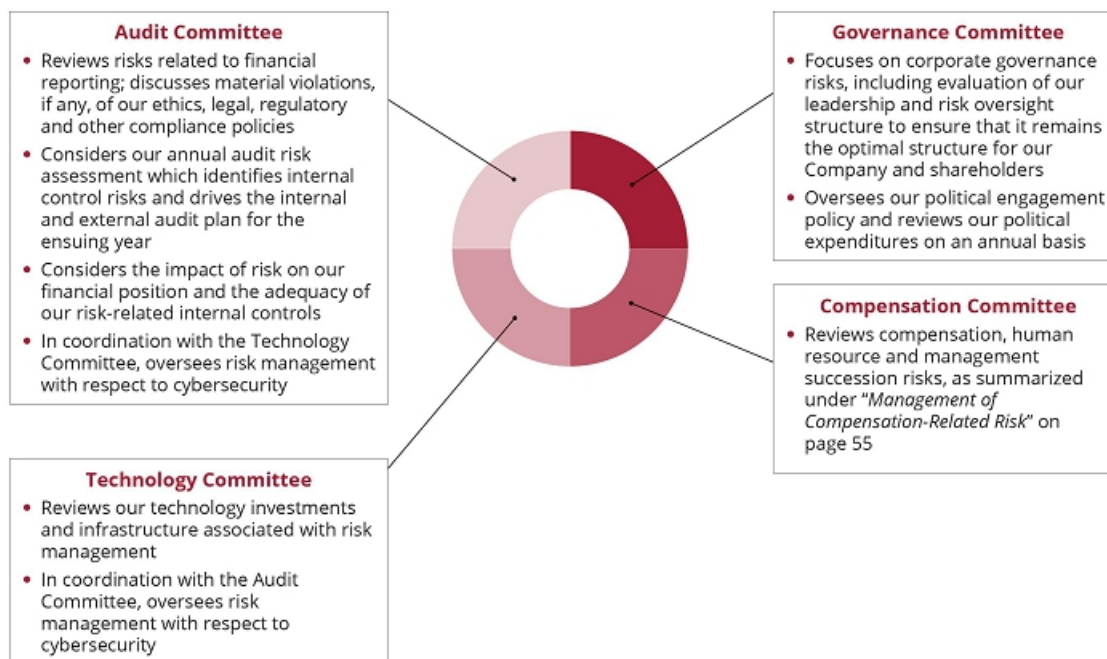 Audit Committee
• Reviews risks related to financial
reporting; discusses material violations,
if any, of our ethics, legal, regulatory
and other compliance policies
• Considers our annual audit risk
assessment which identifies internal
control risks and drives the internal
and external audit plan for the
ensuing year
• Considers the impact of risk on our
financial position and the adequacy of
our risk-related internal controls
• In coordination with the Technology
Committee, oversees risk management
with respect to cybersecurity
Governance Committee
• Focuses on corporate governance
risks, including evaluation of our
leadership and risk oversight
structure to ensure that it remains
the optimal structure for our
Company and shareholders
• Oversees our political engagement
policy and reviews our political
expenditures on an annual basis
Compensation Committee
• Reviews compensation, human
resource and management
succession risks, as summarized
under “Management of
Compensation-Related Risk” on
page 55
Technology Committee
• Reviews our technology investments
and infrastructure associated with risk
management
• In coordination with the Audit
Committee, oversees risk
management with respect to
cybersecurity